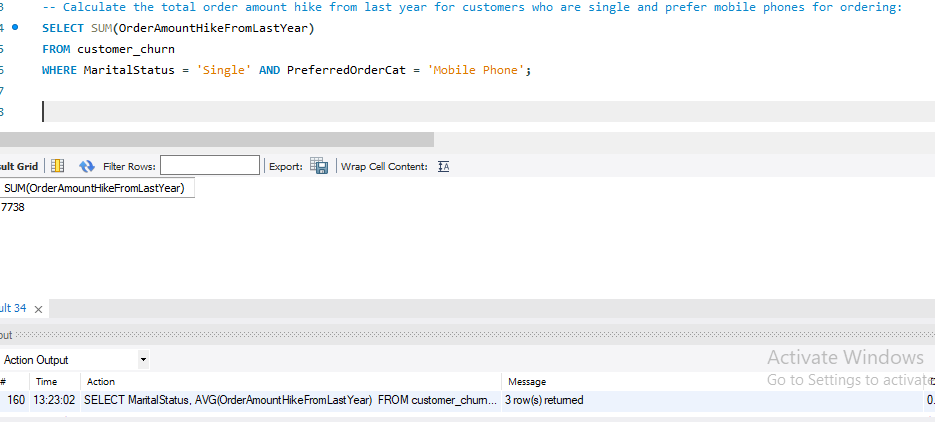 3 -- Calculate the total order amount hike from last year for customers who are single and prefer mobile phones for ordering:
4 SELECT SUM(OrderAmountHikeFromLastYear)
5 FROM customer_churn
6 WHERE MaritalStatus = 'Single' AND PreferredOrderCat = 'Mobile Phone';
7
8
ult Grid Filter Rows: Export: Wrap Cell Content: IA
SUM(OrderAmountHikeFromLastYear)
7738
ult 34 ×
out
Action Output
Activate Windows
Go to Settings to activate
# Time Action Message
160 13:23:02 SELECT MaritalStatus, AVG(OrderAmountHikeFromLastYear) FROM customer_churn... 3 row(s) returned 0.